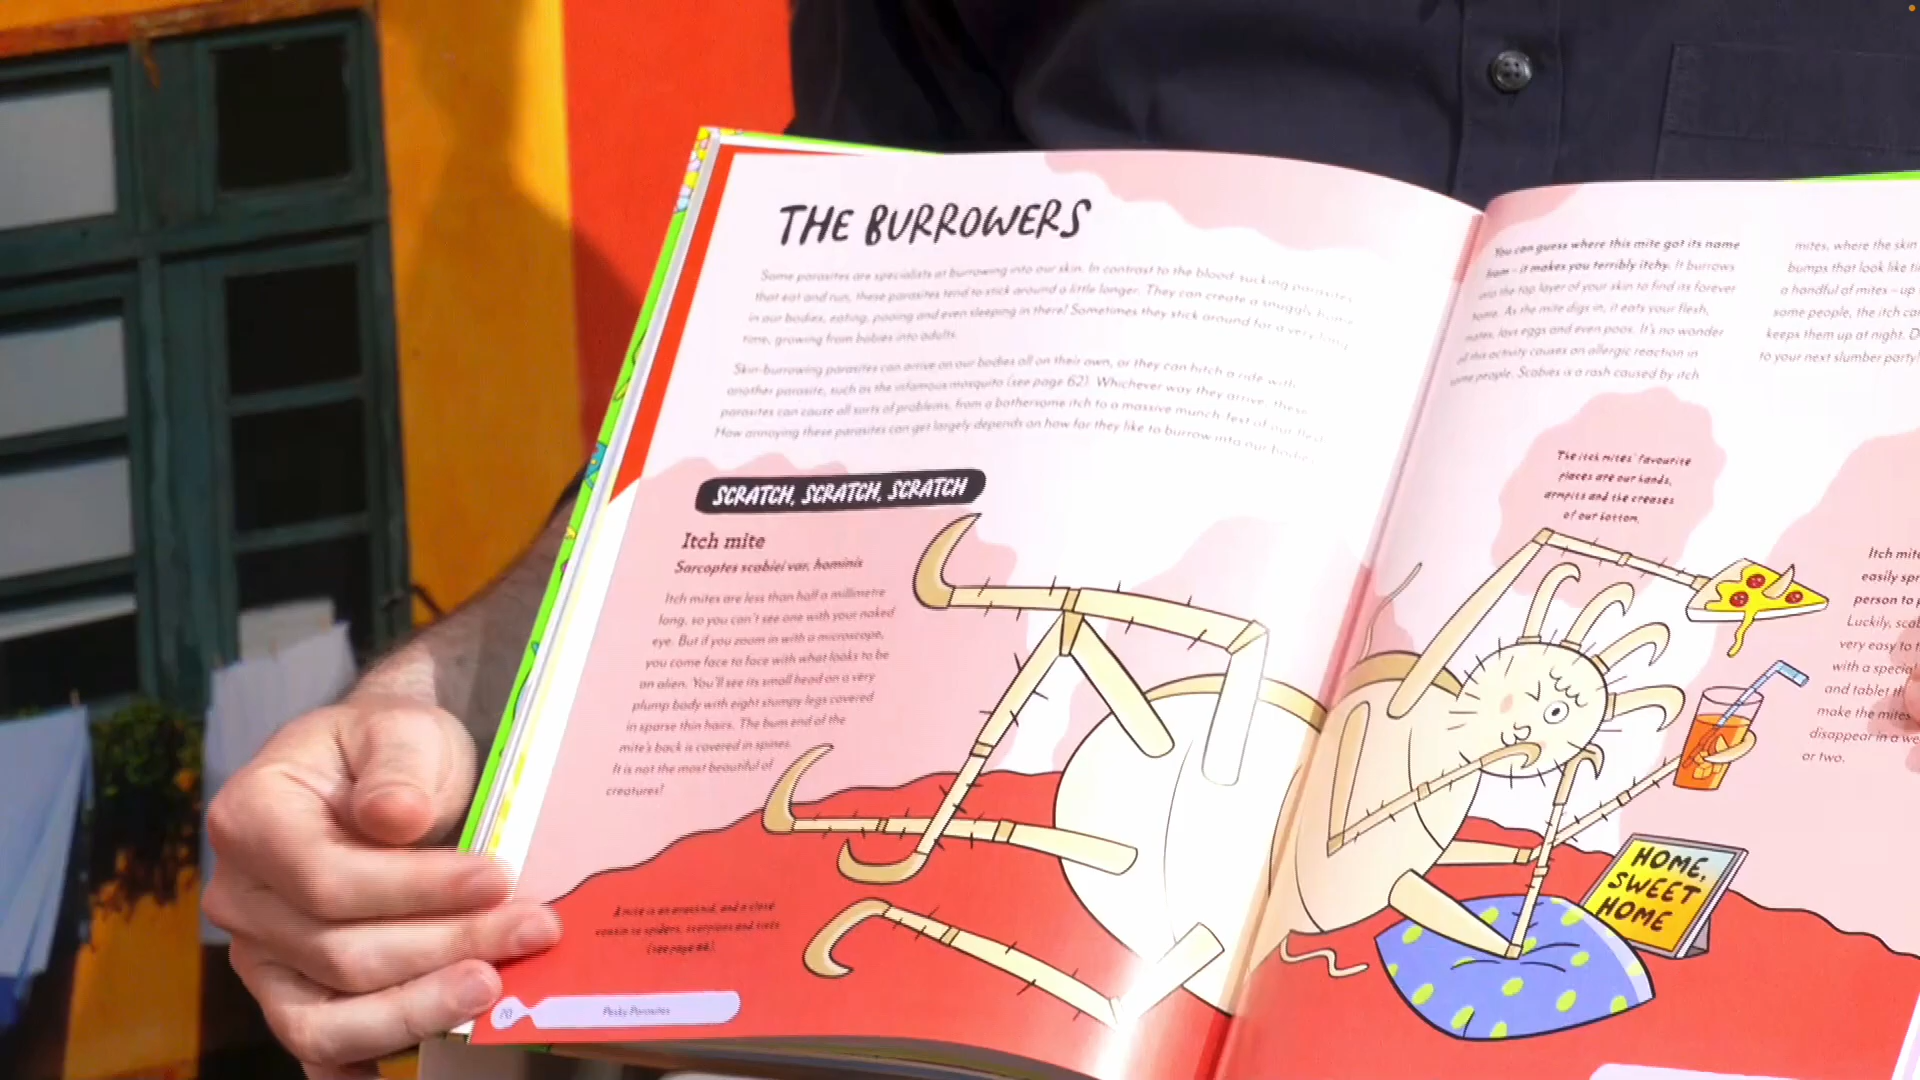 THE BURROWERS
Some parasites are specialists at burrowing into our skin. In contrast to the blood-sucking parasites
that eat and run, these parasites tend to stick around a little longer. They can create a snuggly home
in our bodies, eating, pooing and even sleeping in there! Sometimes they stick around for a very long
time, growing from babies into adults.
Skin-burrowing parasites can arrive on our bodies all on their own, or they can hitch a ride with
another parasite, such as the infamous mosquito (see page 62). Whichever way they arrive, these
parasites can cause all sorts of problems, from a bothersome itch to a massive munch-fest of our flesh.
How annoying these parasites can get largely depends on how far they like to burrow into our bodies.
SCRATCH, SCRATCH, SCRATCH
Itch mite
Sarcoptes scabiei var. hominis
Itch mites are less than half a millimetre
long, so you can't see one with your naked
eye. But if you zoom in with a microscope,
you come face to face with what looks to be
an alien. You'll see its small head on a very
plump body with eight stumpy legs covered
in sparse thin hairs. The bum end of the
mite's back is covered in spines.
It is not the most beautiful of
creatures!
A mite is an arachnid, and a close
cousin to spiders, scorpions and ticks
(see page 66).
70
Pesky Parasites
You can guess where this mite got its name
from – it makes you terribly itchy. It burrows
into the top layer of your skin to find its forever
home. As the mite digs in, it eats your flesh,
mates, lays eggs and even poos. It's no wonder
all this activity causes an allergic reaction in
some people. Scabies is a rash caused by itch
mites, where the skin
bumps that look like
a handful of mites – up
some people, the itch
keeps them up at night.
to your next slumber party!
The itch mites' favourite
places are our hands,
armpits and the creases
of our bottom.
Itch
easily
person to
Luckily,
very easy to
with a special
and tablet
make the mites
disappear in a
or two.
HOME,
SWEET
HOME